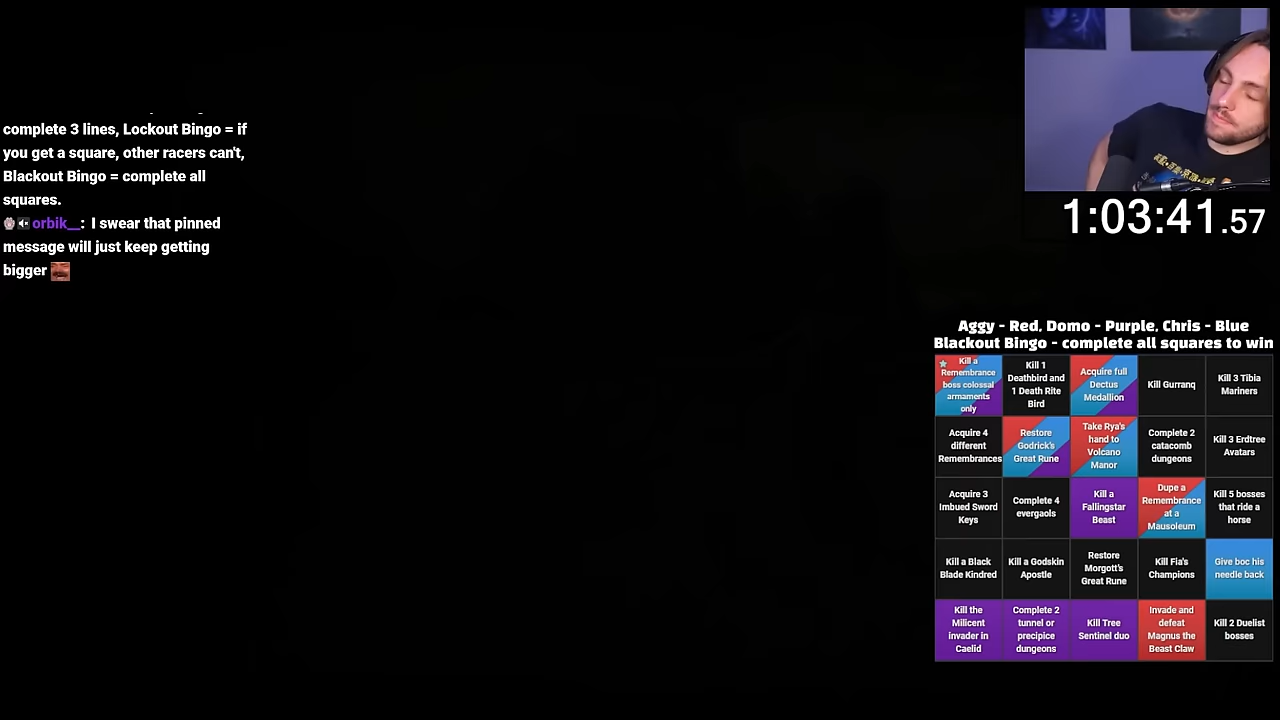 complete 3 lines, Lockout Bingo = if
you get a square, other racers can't,
Blackout Bingo = complete all
squares.
orbik__: I swear that pinned
message will just keep getting
bigger
1:03:41.57
Aggy - Red, Domo - Purple, Chris - Blue
Blackout Bingo - complete all squares to win
Kill a
Remembrance
boss colossal
armaments
only
Kill 1
Deathbird and
1 Death Rite
Bird
Acquire full
Dectus
Medallion
Kill Gurranq
Kill 3 Tibia
Mariners
Acquire 4
different
Remembrances
Restore
Godrick's
Great Rune
Take Rya's
hand to
Volcano
Manor
Complete 2
catacomb
dungeons
Kill 3 Erdtree
Avatars
Acquire 3
Imbued Sword
Keys
Complete 4
evergaols
Kill a
Fallingstar
Beast
Dupe a
Remembrance
at a
Mausoleum
Kill 5 bosses
that ride a
horse
Kill a Black
Blade Kindred
Kill a Godskin
Apostle
Restore
Morgott's
Great Rune
Kill Fia's
Champions
Give boc his
needle back
Kill the
Milicent
invader in
Caelid
Complete 2
tunnel or
precipice
dungeons
Kill Tree
Sentinel duo
Invade and
defeat
Magnus the
Beast Claw
Kill 2 Duelist
bosses